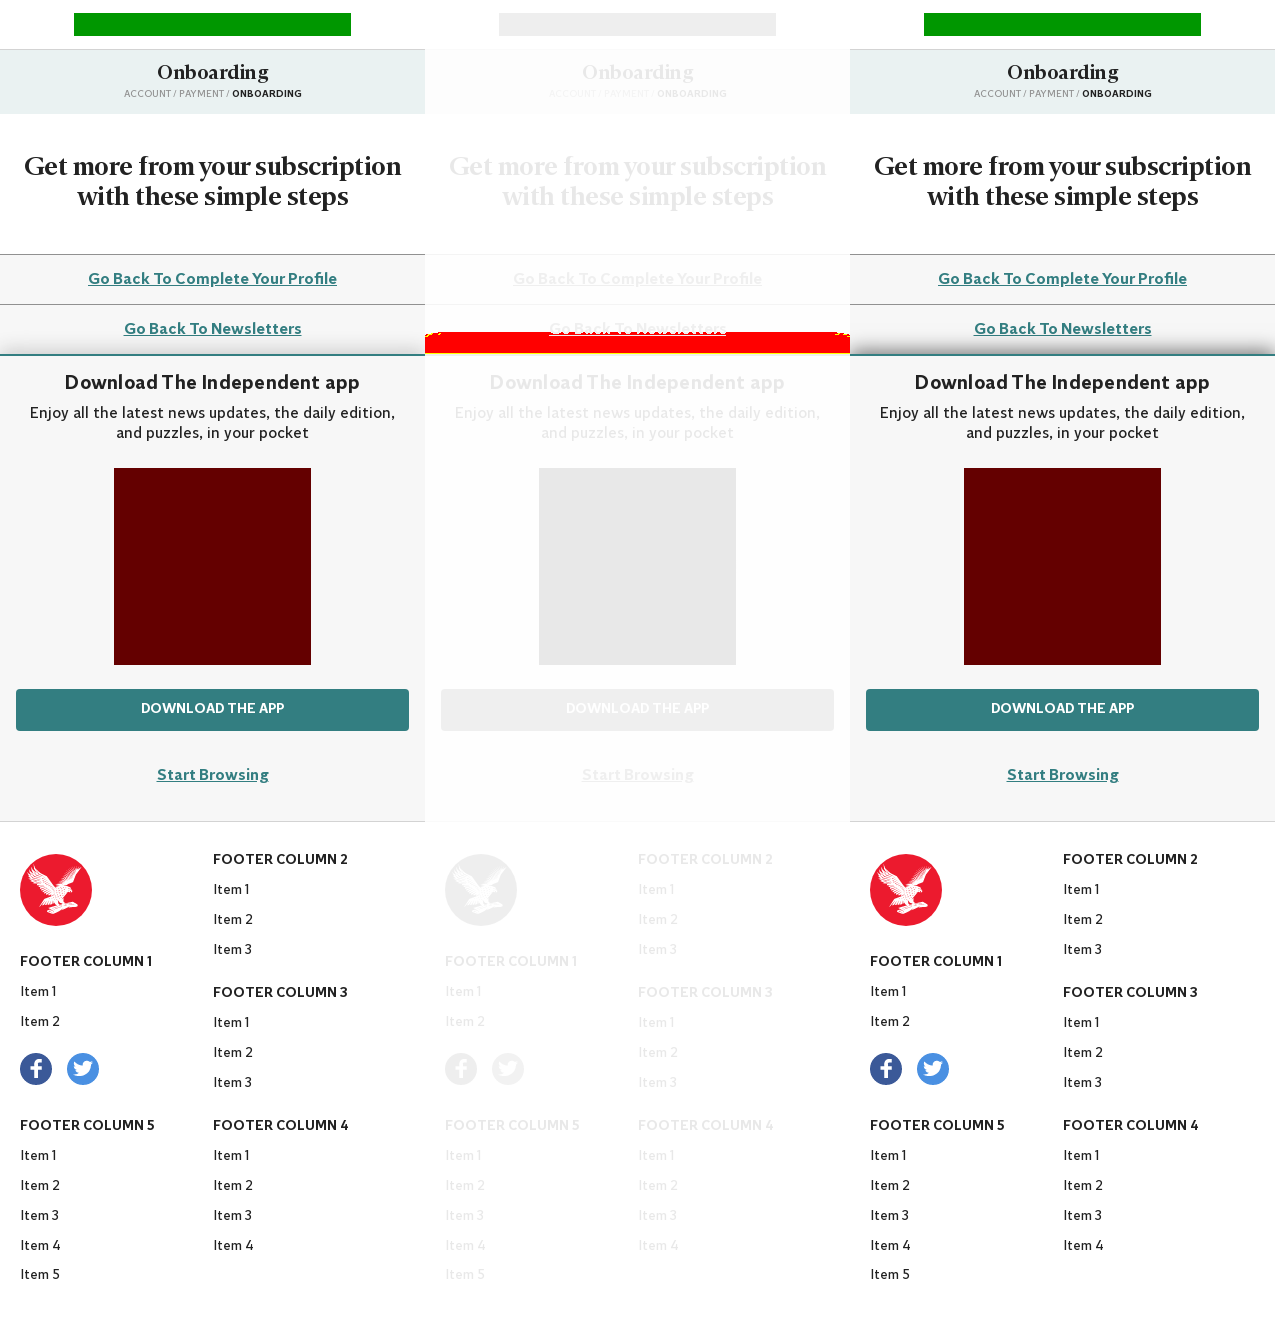 Onboarding
ACCOUNT / PAYMENT / ONBOARDING
Get more from your subscription
with these simple steps
Go Back To Complete Your Profile
Go Back To Newsletters
Download The Independent app
Enjoy all the latest news updates, the daily edition,
and puzzles, in your pocket
DOWNLOAD THE APP
Start Browsing
FOOTER COLUMN 1
Item 1
Item 2
FOOTER COLUMN 2
Item 1
Item 2
Item 3
FOOTER COLUMN 3
Item 1
Item 2
Item 3
FOOTER COLUMN 4
Item 1
Item 2
Item 3
Item 4
FOOTER COLUMN 5
Item 1
Item 2
Item 3
Item 4
Item 5
Onboarding
ACCOUNT / PAYMENT / ONBOARDING
Get more from your subscription
with these simple steps
Go Back To Complete Your Profile
Go Back To Newsletters
Download The Independent app
Enjoy all the latest news updates, the daily edition,
and puzzles, in your pocket
DOWNLOAD THE APP
Start Browsing
FOOTER COLUMN 1
Item 1
Item 2
FOOTER COLUMN 2
Item 1
Item 2
Item 3
FOOTER COLUMN 3
Item 1
Item 2
Item 3
FOOTER COLUMN 4
Item 1
Item 2
Item 3
Item 4
FOOTER COLUMN 5
Item 1
Item 2
Item 3
Item 4
Item 5
Onboarding
ACCOUNT / PAYMENT / ONBOARDING
Get more from your subscription
with these simple steps
Go Back To Complete Your Profile
Go Back To Newsletters
Download The Independent app
Enjoy all the latest news updates, the daily edition,
and puzzles, in your pocket
DOWNLOAD THE APP
Start Browsing
FOOTER COLUMN 1
Item 1
Item 2
FOOTER COLUMN 2
Item 1
Item 2
Item 3
FOOTER COLUMN 3
Item 1
Item 2
Item 3
FOOTER COLUMN 4
Item 1
Item 2
Item 3
Item 4
FOOTER COLUMN 5
Item 1
Item 2
Item 3
Item 4
Item 5